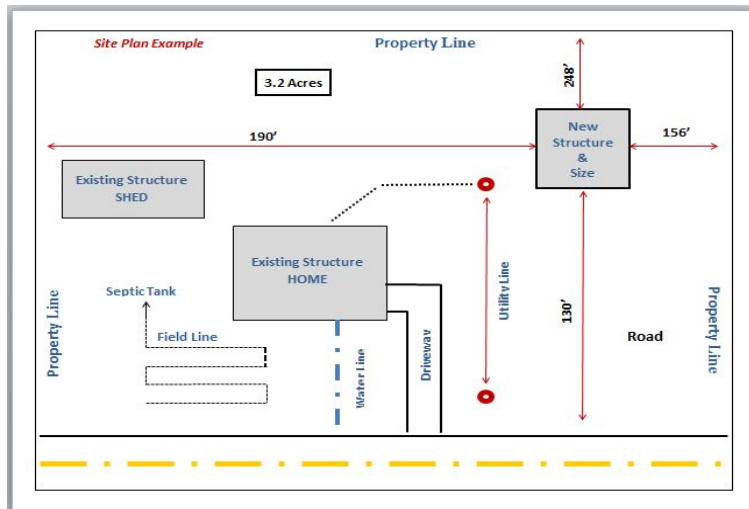 Site Plan Example
Property Line
3.2 Acres
248’
190’
New
Structure
&
Size
156’
Existing Structure
SHED
Existing Structure
HOME
Septic Tank
Field Line
Property Line
Water Line
Driveway
Utility Line
130’
Road
Property Line